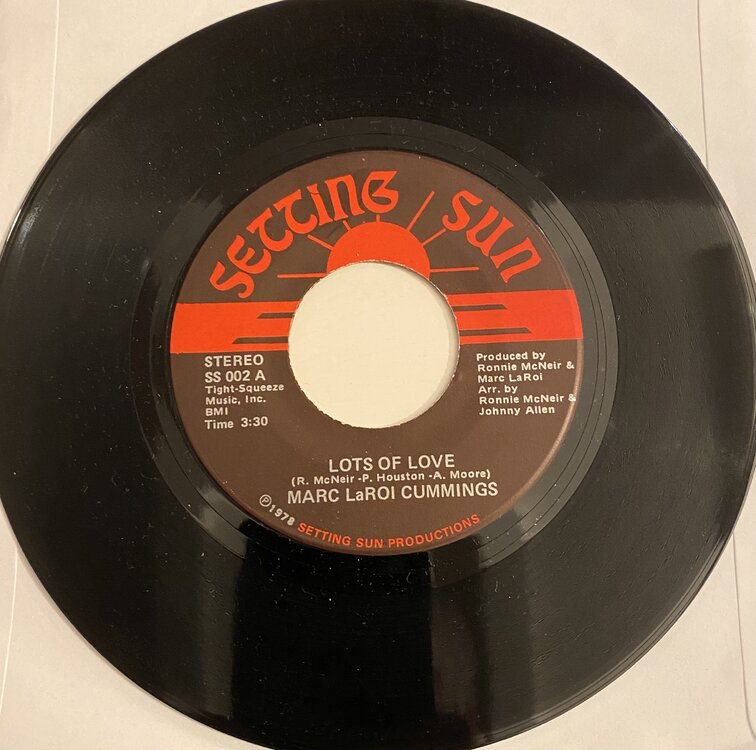 SETTING SUN
STEREO
SS 002 A
Tight-Squeeze
Music, Inc.
BMI
Time 3:30
Produced by
Ronnie McNeir &
Marc LaRoi
Arr. by
Ronnie McNeir &
Johnny Allen
LOTS OF LOVE
(R. McNeir -P. Houston -A. Moore)
MARC LaROI CUMMINGS
℗1978 SETTING SUN PRODUCTIONS